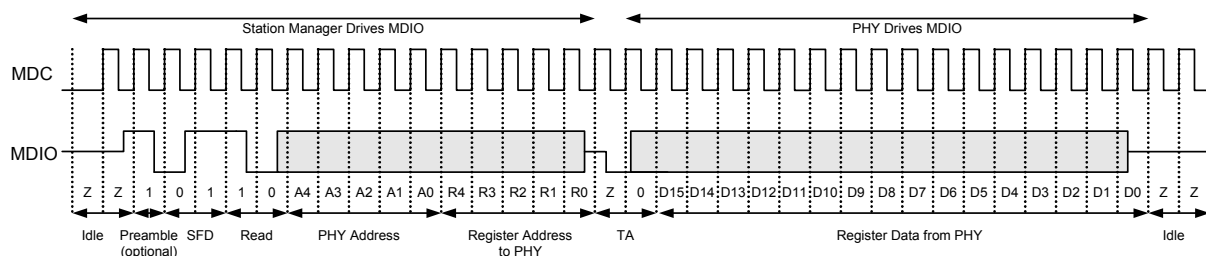 Station Manager Drives MDIO PHY Drives MDIO
MDC
MDIO
Z Z 1 0 1 1 0 A4 A3 A2 A1 A0 R4 R3 R2 R1 R0 Z 0 D15 D14 D13 D12 D11 D10 D9 D8 D7 D6 D5 D4 D3 D2 D1 D0 Z Z
Idle Preamble SFD Read PHY Address Register Address TA Register Data from PHY Idle
(optional) to PHY